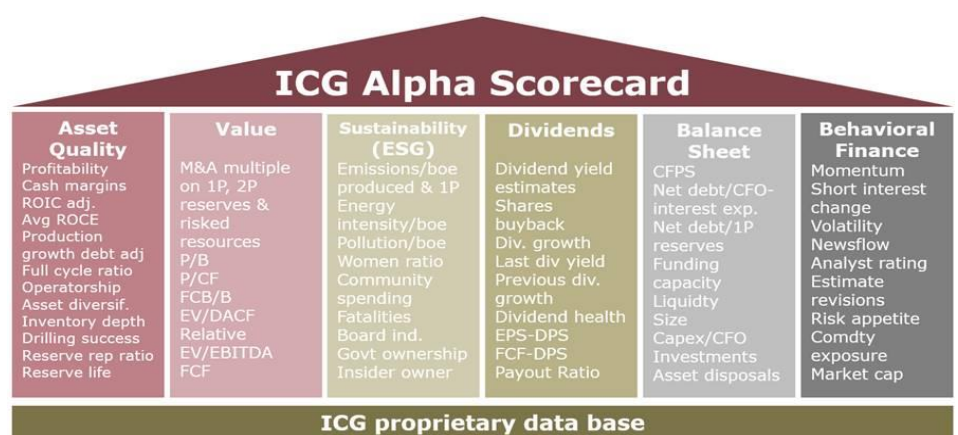 ICG Alpha Scorecard
Asset
Quality
Profitability
Cash margins
ROIC adj.
Avg ROCE
Production
growth debt adj
Full cycle ratio
Operatorship
Asset diversif.
Inventory depth
Drilling success
Reserve rep ratio
Reserve life
Value
M&A multiple
on 1P, 2P
reserves &
risked
resources
P/B
P/CF
FCB/B
EV/DACF
Relative
EV/EBITDA
FCF
Sustainability
(ESG)
Emissions/boe
produced & 1P
Energy
intensity/boe
Pollution/boe
Women ratio
Community
spending
Fatalities
Board ind.
Govt ownership
Insider owner
Dividends
Dividend yield
estimates
Shares
buyback
Div. growth
Last div yield
Previous div.
growth
Dividend health
EPS-DPS
FCF-DPS
Payout Ratio
Balance
Sheet
CFPS
Net debt/CFO-
interest exp.
Net debt/1P
reserves
Funding
capacity
Liquidty
Size
Capex/CFO
Investments
Asset disposals
Behavioral
Finance
Momentum
Short interest
change
Volatility
Newsflow
Analyst rating
Estimate
revisions
Risk appetite
Comdty
exposure
Market cap
ICG proprietary data base